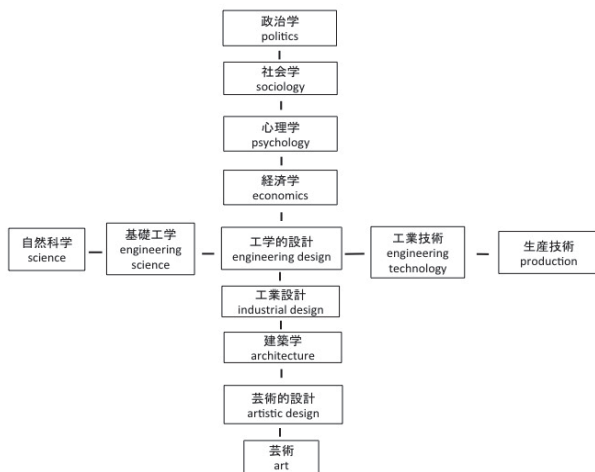 政治学
politics
社会学
sociology
心理学
psychology
経済学
economics
自然科学
science
基礎工学
engineering
science
工学的設計
engineering design
工業技術
engineering
technology
生産技術
production
工業設計
industrial design
建築学
architecture
芸術的設計
artistic design
芸術
art